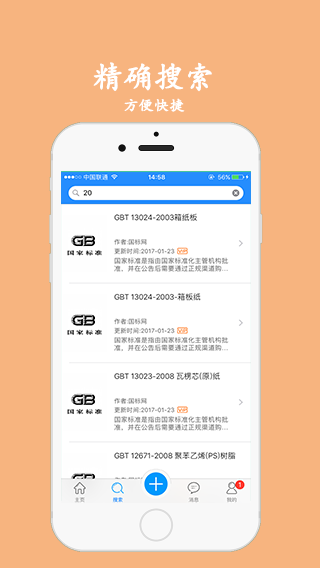 精确搜索
方便快捷
中国联通 14:58 78%
20
GBT 13024-2003箱纸板
GB
国家标准
作者:国标网
更新时间:2017-01-23 VIP
国家标准是指由国家标准化主管机构批
准，并在公告后需要通过正规渠道购...
GBT 13024-2003-箱板纸
GB
国家标准
作者:国标网
更新时间:2017-01-23 VIP
国家标准是指由国家标准化主管机构批
准，并在公告后需要通过正规渠道购...
GBT 13023-2008 瓦楞芯(原)纸
GB
国家标准
作者:国标网
更新时间:2017-01-23 VIP
国家标准是指由国家标准化主管机构批
准，并在公告后需要通过正规渠道购...
GBT 12671-2008 聚苯乙烯(PS)树脂
GB
主页 搜索 消息 我的 1